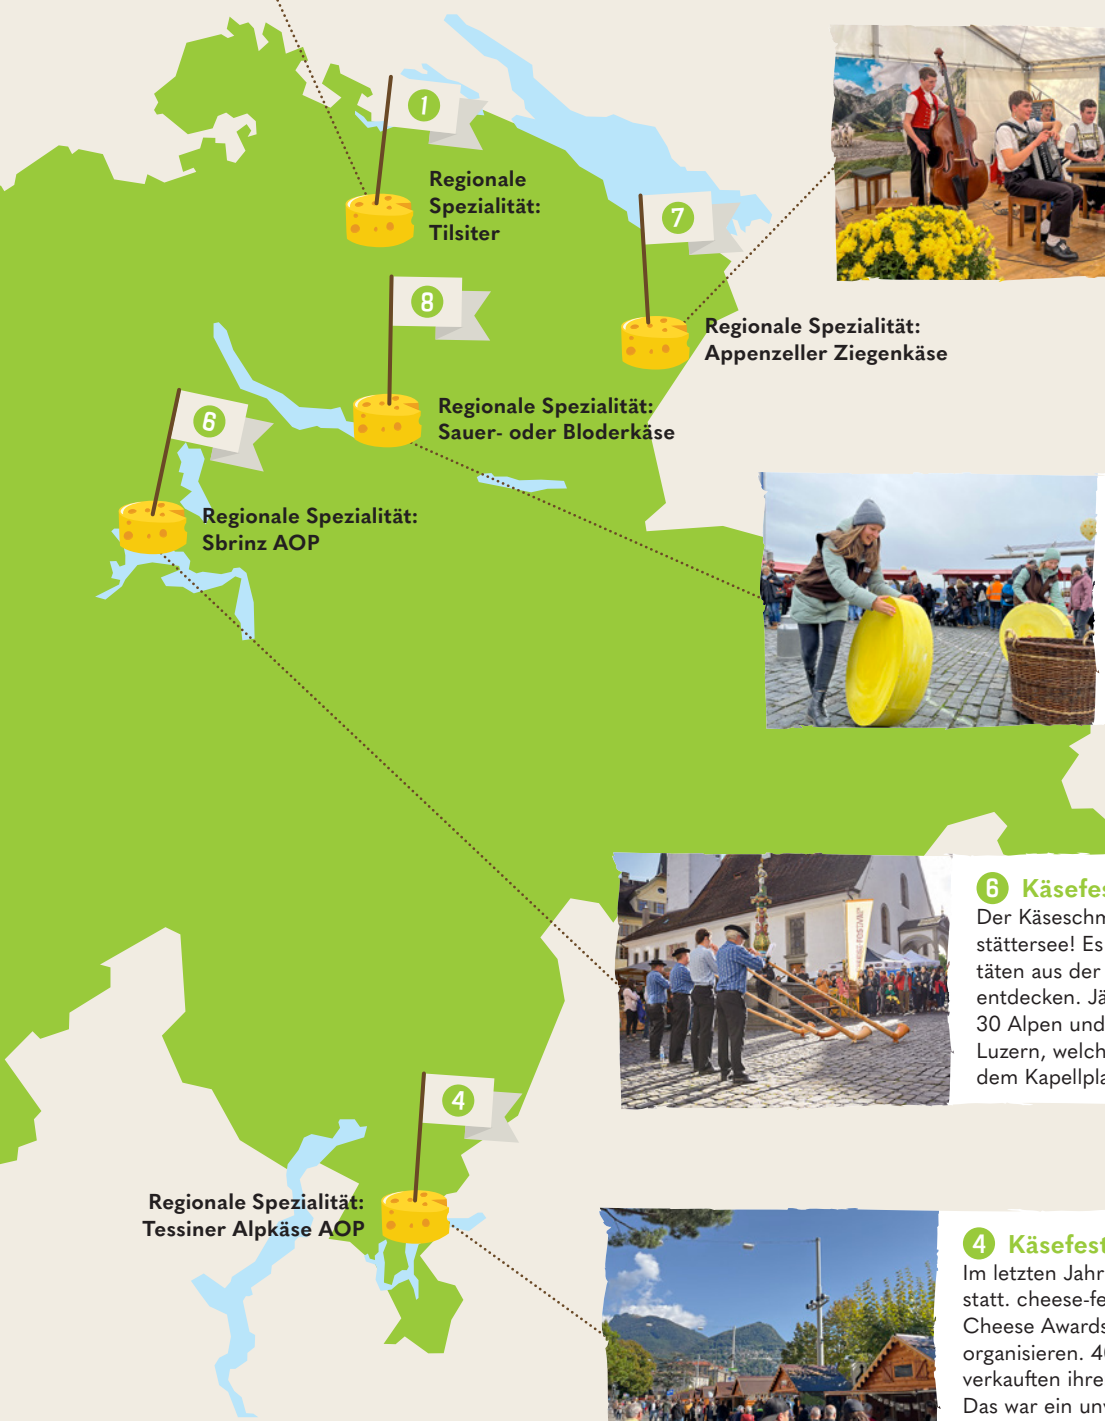 1
Regionale
Spezialität:
Tilsiter
7
8
Regionale Spezialität:
Appenzeller Ziegenkäse
6
Regionale Spezialität:
Sauer- oder Bloderkäse
Regionale Spezialität:
Sbrinz AOP
6 Käsefes
Der Käseschm
stättersee! Es
täten aus der
entdecken. Jä
30 Alpen und
Luzern, welch
dem Kapellpla
4
Regionale Spezialität:
Tessiner Alpkäse AOP
4 Käsefest
Im letzten Jahr
statt. cheese-fe
Cheese Awards
organisieren. 40
verkauften ihre
Das war ein unv